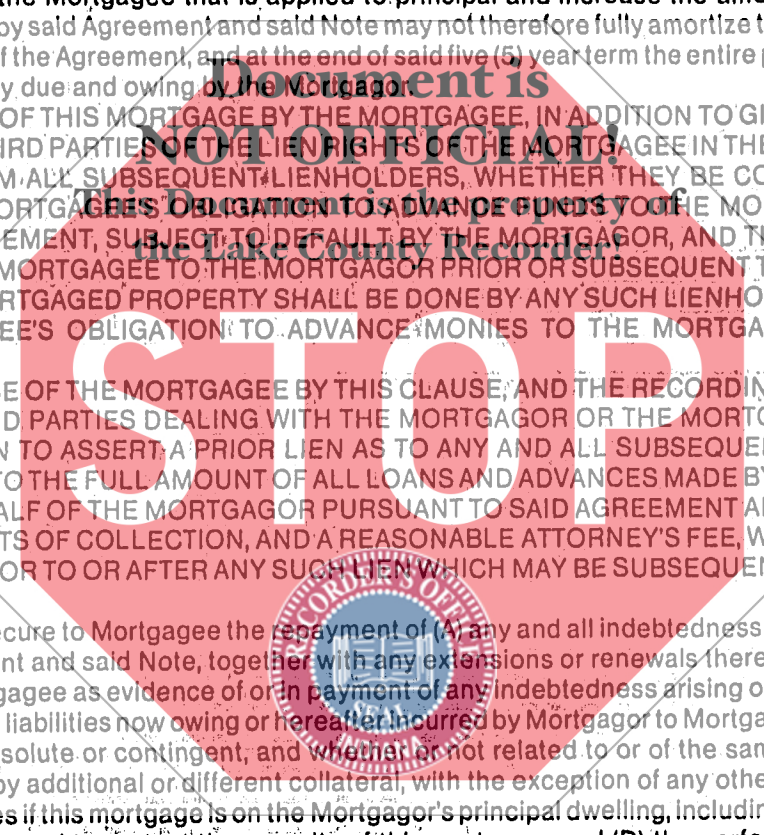 the Mortgagee that is applied to principal and increase the
by said Agreement and said Note may not therefore fully amortize
f the Agreement, and at the end of said five (5) year term the entire
y due and owing by the Mortgagor.
Document is
OF THIS MORTGAGE BY THE MORTGAGEE, IN ADDITION TO
NOT OFFICIAL!
IRD PARTIES OF THE LIEN RIGHTS OF THE MORTGAGEE IN THE
M ALL SUBSEQUENT LIENHOLDERS, WHETHER THEY BE
This Document is the property of
ORTGAGEES OBLIGATION TO ADVANCE FUNDS TO THE MO
EMENT, SUBJECT TO DEFAULT BY THE MORTGAGOR, AND
the Lake County Recorder!
MORTGAGEE TO THE MORTGAGOR PRIOR OR SUBSEQUENT
RTGAGED PROPERTY SHALL BE DONE BY ANY SUCH LIENHO
EE'S OBLIGATION TO ADVANCE MONIES TO THE MORTGA
STOP
E OF THE MORTGAGEE BY THIS CLAUSE, AND THE RECORDIN
D PARTIES DEALING WITH THE MORTGAGOR OR THE MORTG
N TO ASSERT A PRIOR LIEN AS TO ANY AND ALL SUBSEQUE
TO THE FULL AMOUNT OF ALL LOANS AND ADVANCES MADE BY
ALF OF THE MORTGAGOR PURSUANT TO SAID AGREEMENT
TS OF COLLECTION, AND A REASONABLE ATTORNEY'S FEE, W
OR TO OR AFTER ANY SUCH LIEN WHICH MAY BE SUBSEQUEN
RECORDER'S OFFICE
ecure to Mortgagee the repayment of (A) any and all indebtedness
nt and said Note, together with any extensions or renewals there
gagee as evidence of or in payment of any indebtedness arising o
SEAL
liabilities now owing or hereafter incurred by Mortgagor to Mortga
solute or contingent, and whether or not related to or of the sam
by additional or different collateral, with the exception of any othe
es if this mortgage is on the Mortgagor's principal dwelling, includin